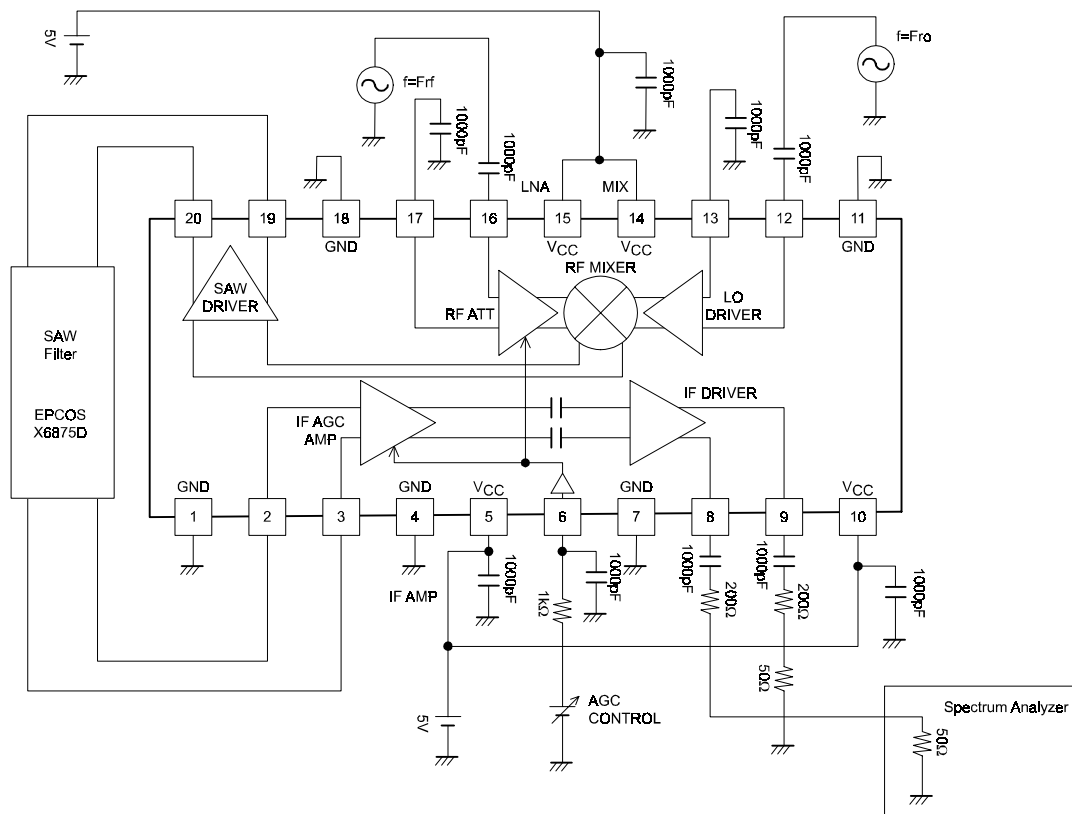 5V
f=Frf
f=Fro
1000pF
1000pF
1000pF
1000pF
1000pF
LNA
MIX
20
19
18
17
16
15
14
13
12
11
GND
VCC
VCC
GND
RF MIXER
SAW
DRIVER
RF ATT
LO
DRIVER
SAW
Filter
EPCOS
X6875D
IF AGC
AMP
IF DRIVER
GND
GND
VCC
GND
VCC
1
2
3
4
5
6
7
8
9
10
1000pF
1000pF
1000pF
1000pF
1000pF
IF AMP
1kΩ
200Ω
200Ω
50Ω
5V
AGC
CONTROL
Spectrum Analyzer
50Ω